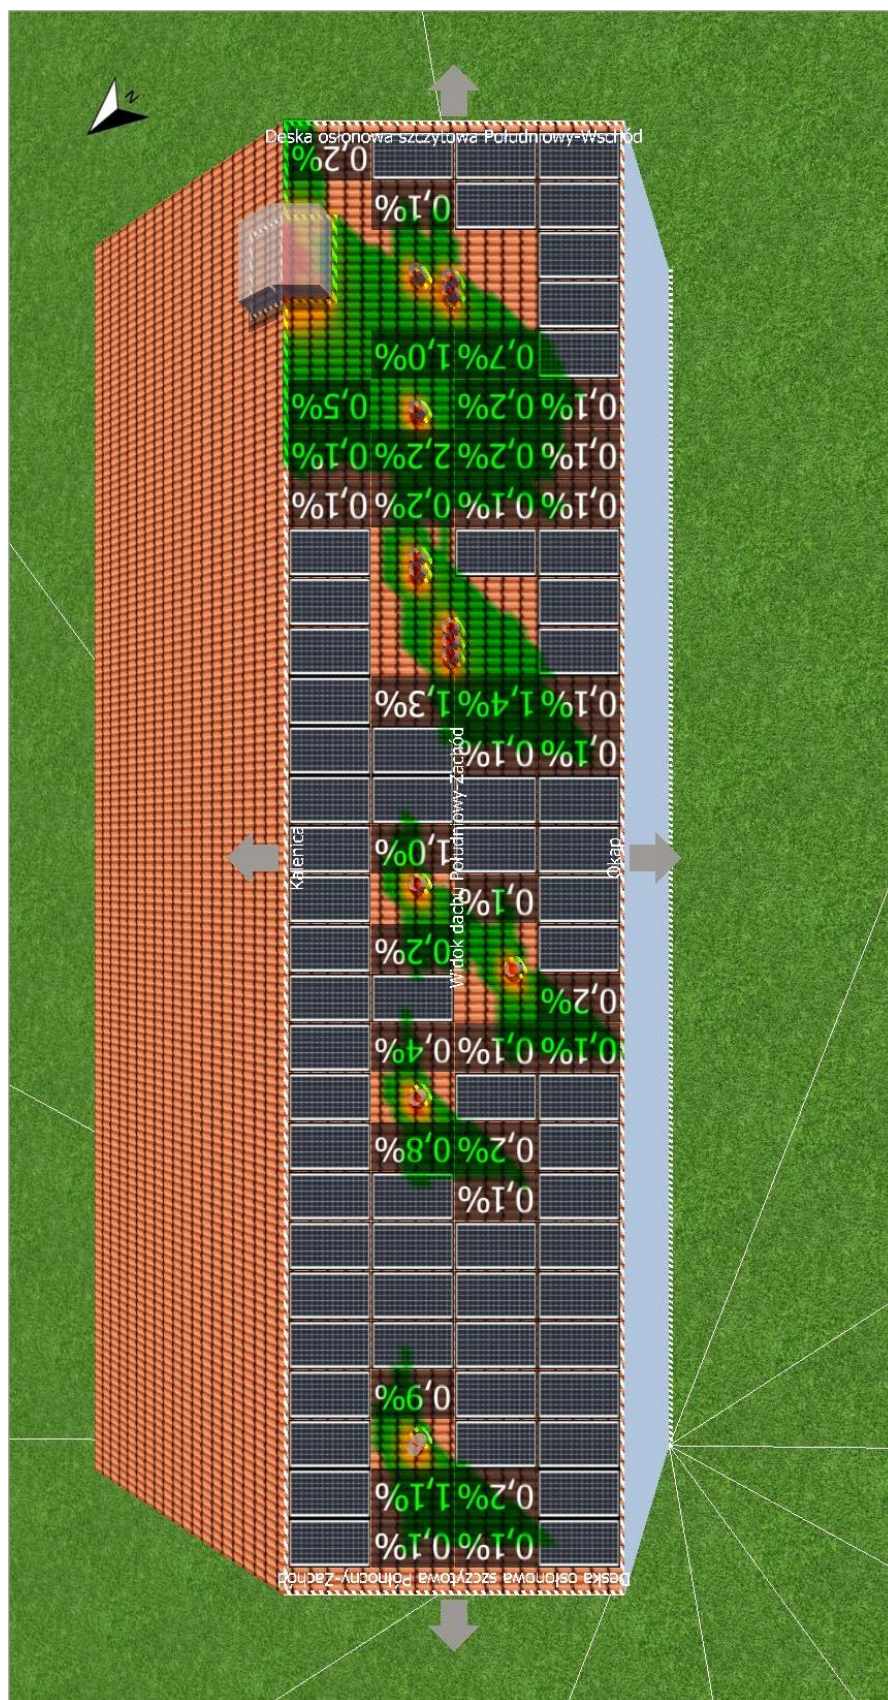 N
Deska osłonowa szczytowa Południowy-Wschód
0,2%
0,1%
1,0% 0,7%
0,5% 0,2% 0,1%
0,1% 2,2% 0,2% 0,1%
0,1% 0,2% 0,1% 0,1%
1,3% 1,4% 0,1%
0,1% 0,1%
Widok dachu Południowy-Zachód
1,0%
Kalenica
Okap
0,1%
0,2%
0,2%
0,4% 0,1% 0,1%
0,8% 0,2%
0,1%
0,9%
1,1% 0,2%
0,1% 0,1%
Deska osłonowa szczytowa Północny-Zachód